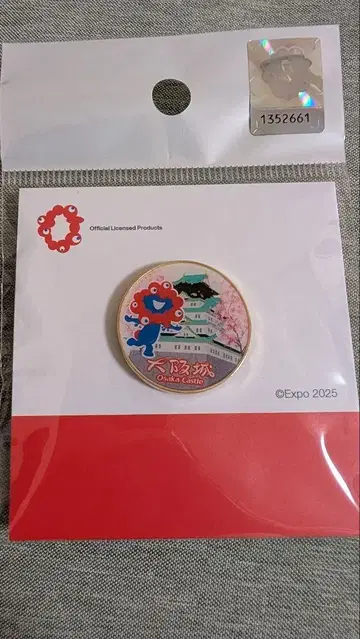 1352661
Official Licensed Products
大阪城
Osaka Castle
©Expo 2025